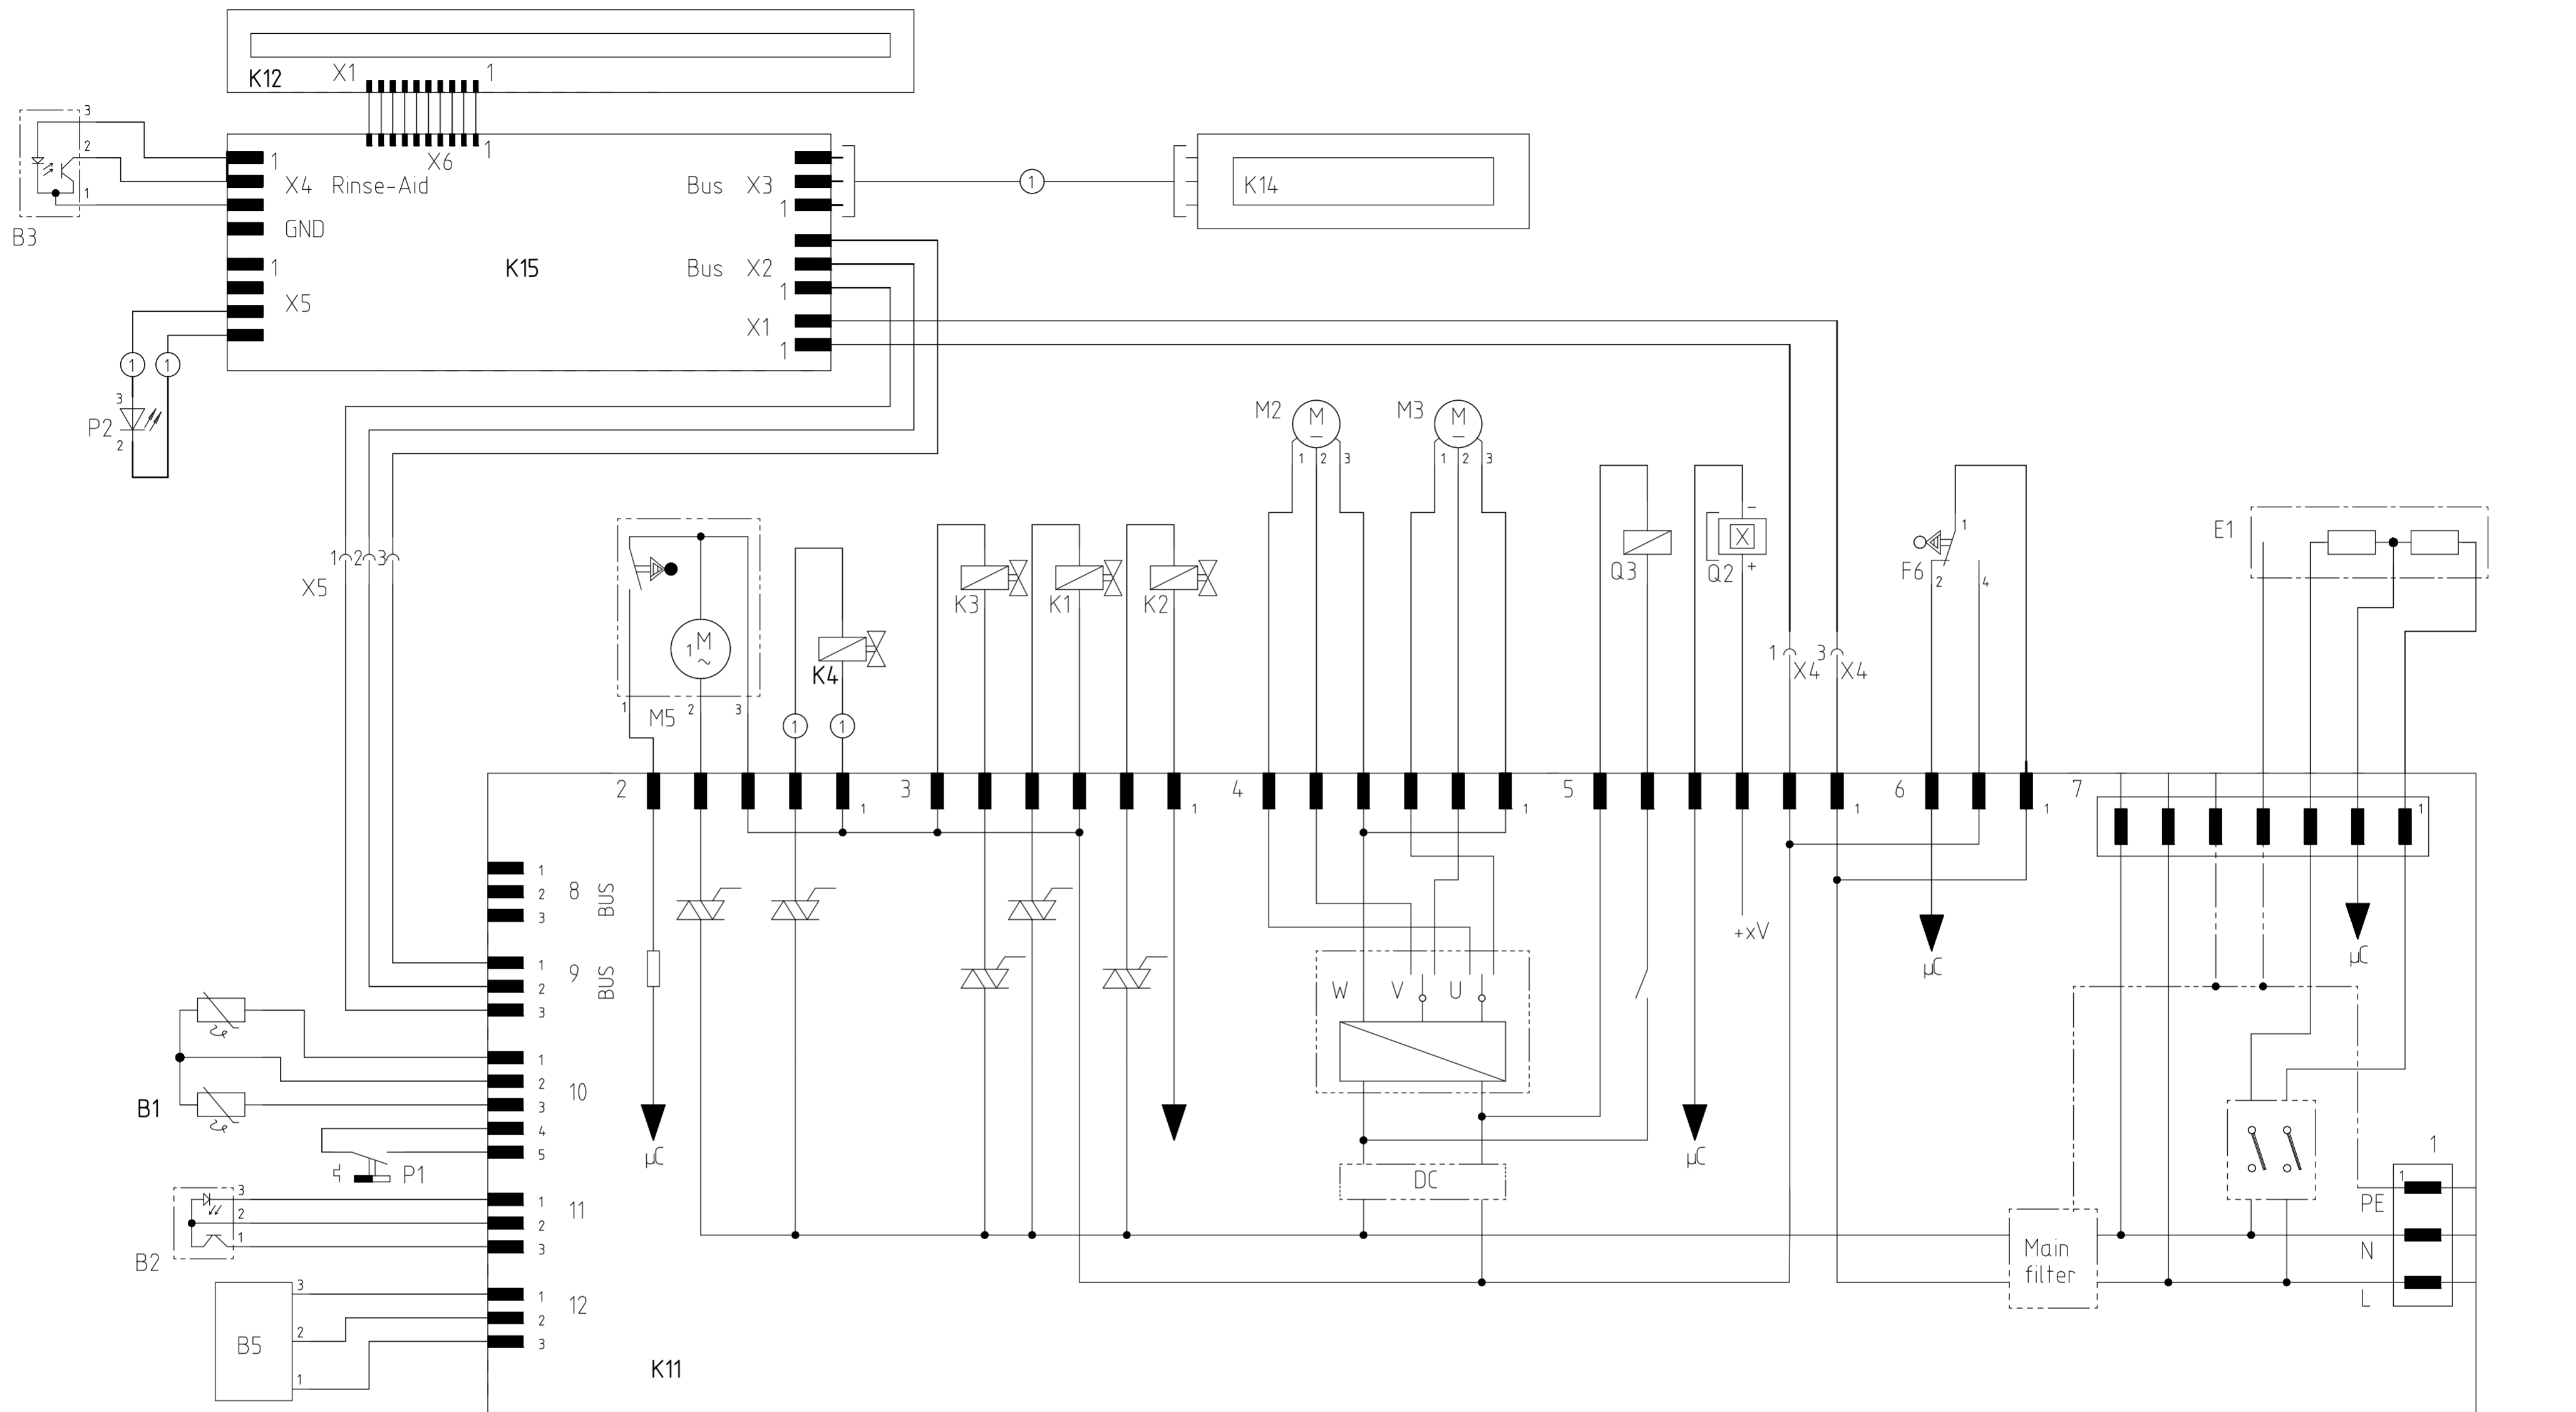 K12 X1 1
X6 1
3
2
1
B3
1
X4 Rinse-Aid
GND
1
X5
K15
Bus X3
1
Bus X2
1
X1
1
1
K14
1 1
3
P2
2
1 2 3
X5
M2 M
1 2 3
M3 M
1 2 3
1 M ~
1 M5 2 3
K4
1 1
K3 K1 K2
Q3
Q2 X
−
+
1 X4 3 X4
F6
1
2 4
E1
2 1
3 1
4 1
5 1
6 1
7 1
1
2 8 BUS
3
1
2 9 BUS
3
1
2 10
3
4
5
B1
P1
3
2
1
B2
1
2 11
3
3
2
1
B5
1
2 12
3
µC
W V U
DC
+xV
µC
µC
µC
Main
filter
1
1
PE
N
L
K11